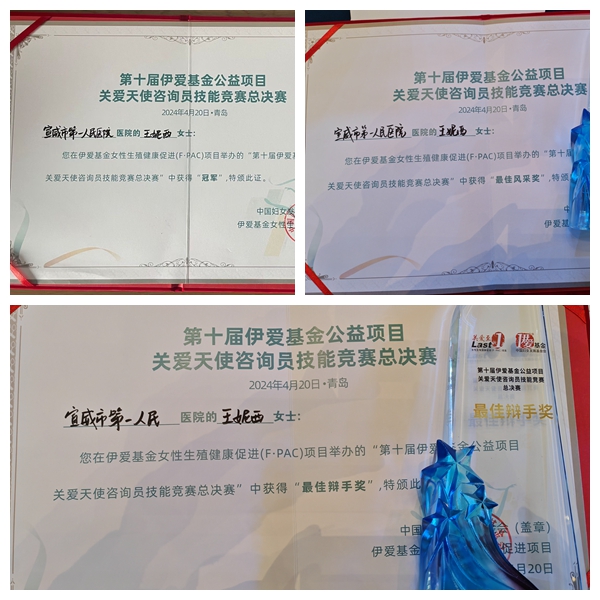 第十届伊爱基金公益项目
关爱天使咨询员技能竞赛总决赛
2024年4月20日•青岛
宣威市第一人民医院 医院的 王妮西 女士:
您在伊爱基金女性生殖健康促进(F·PAC)项目举办的“第十届伊爱
关爱天使咨询员技能竞赛总决赛”中获得“冠军”,特颁此证。
中国妇女
伊爱基金女性生
第十届伊爱基金公益项目
关爱天使咨询员技能竞赛总决赛
2024年4月20日•青岛
宣威市第一人民医院 医院的 王妮西 女士:
您在伊爱基金女性生殖健康促进(F·PAC)项目举办的“第十届
关爱天使咨询员技能竞赛总决赛”中获得“最佳风采奖”,特颁此证
中
伊爱基金
第十届伊爱基金公益项目
关爱天使咨询员技能竞赛总决赛
2024年4月20日•青岛
宣威市第一人民 医院的 王妮西 女士:
您在伊爱基金女性生殖健康促进(F·PAC)项目举办的“第十届伊爱基金公益项目
关爱天使咨询员技能竞赛总决赛”中获得“最佳辩手奖”,特颁此
中国 会(盖章)
伊爱基金 促进项目
月20日
关爱至
Last1
伊爱基金
第十届伊爱基金公益项目
关爱天使咨询员技能竞赛
总决赛
最佳辩手奖